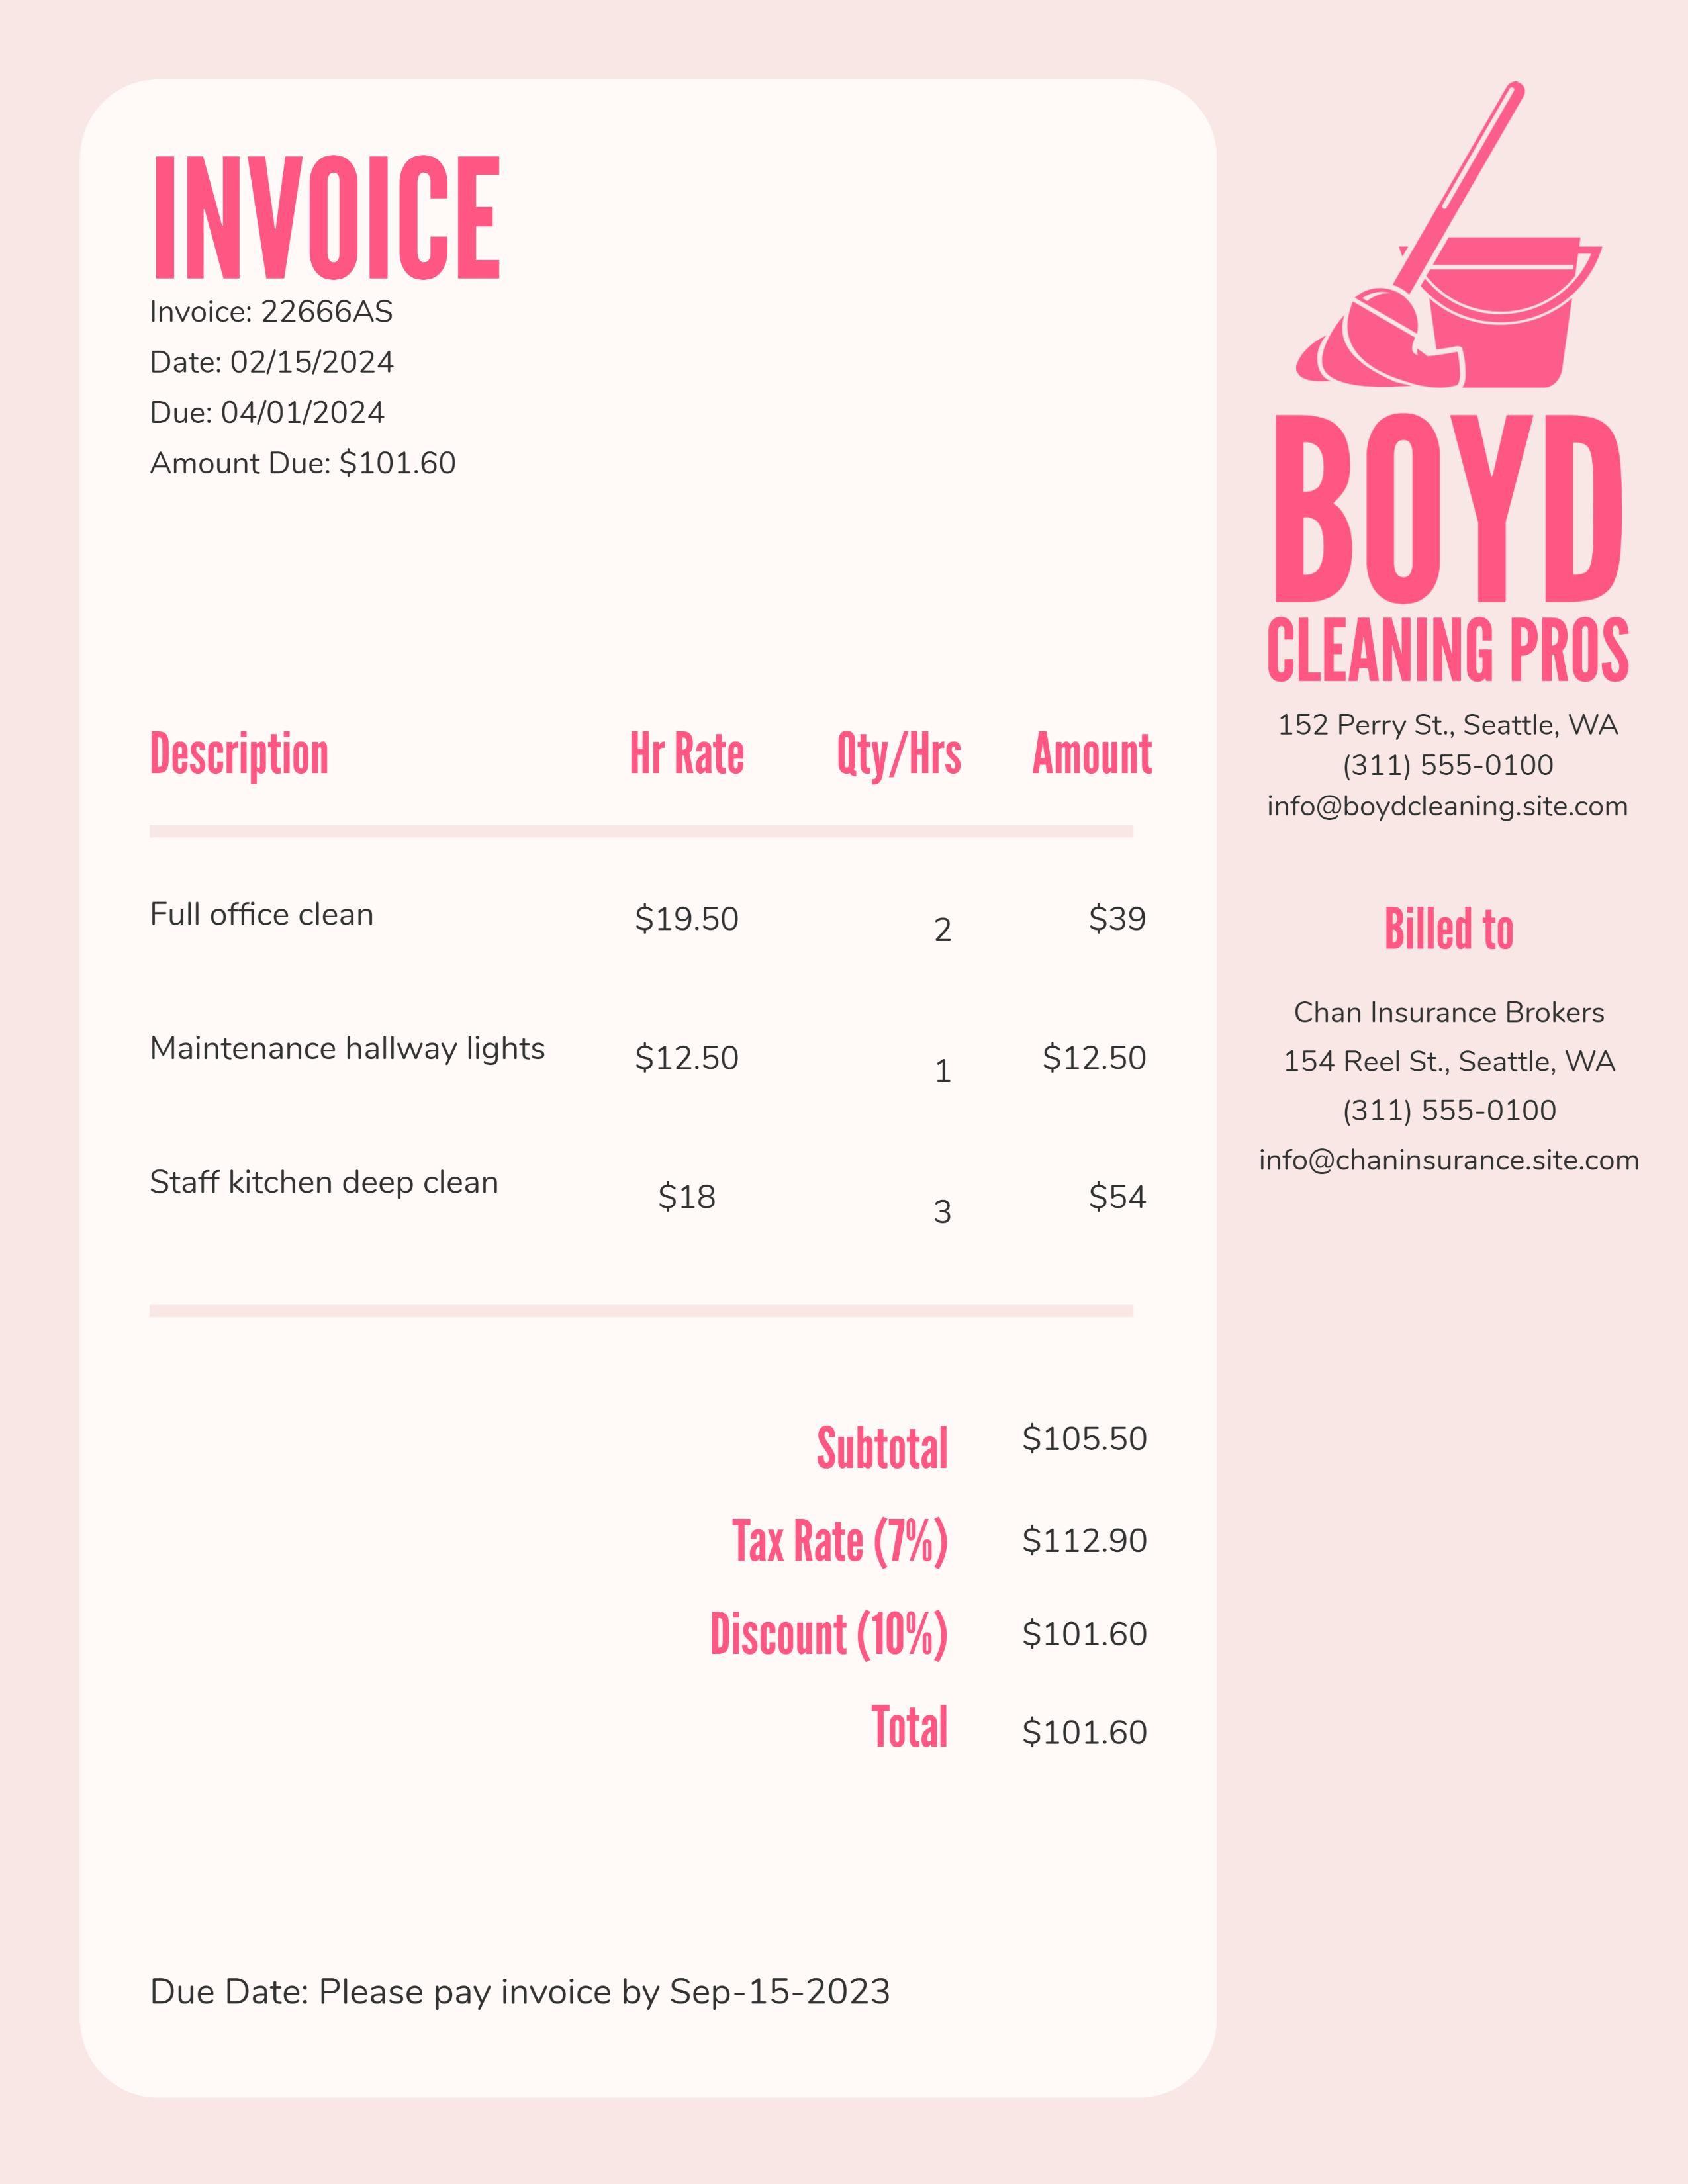 INVOICE
Invoice: 22666AS
Date: 02/15/2024
Due: 04/01/2024
Amount Due: $101.60
BOYD
CLEANING PROS
152 Perry St., Seattle, WA
(311) 555-0100
info@boydcleaning.site.com
Billed to
Chan Insurance Brokers
154 Reel St., Seattle, WA
(311) 555-0100
info@chaninsurance.site.com
Description Hr Rate Qty/Hrs Amount
Full office clean $19.50 2 $39
Maintenance hallway lights $12.50 1 $12.50
Staff kitchen deep clean $18 3 $54
Subtotal $105.50
Tax Rate (7%) $112.90
Discount (10%) $101.60
Total $101.60
Due Date: Please pay invoice by Sep-15-2023